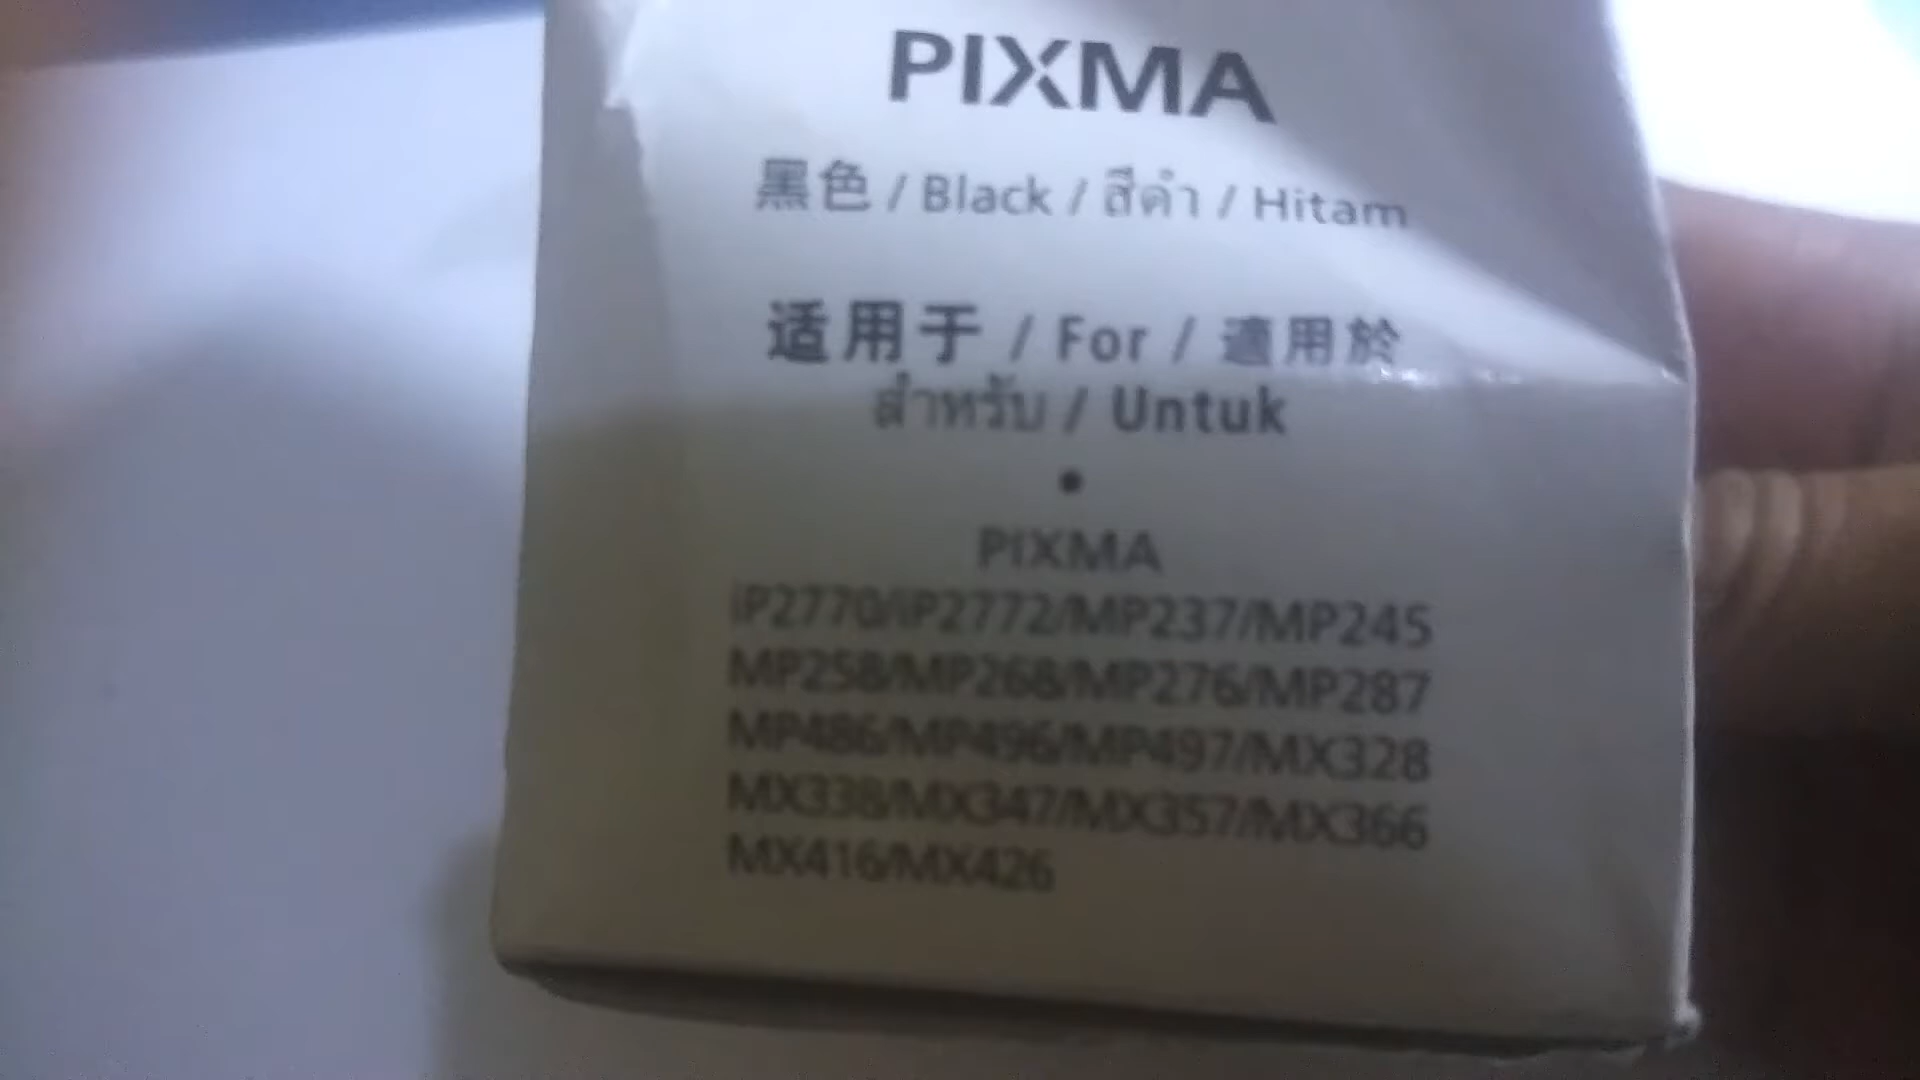 PIXMA
黑色 / Black / สีดำ / Hitam
适用于 / For / 適用於
สำหรับ / Untuk
•
PIXMA
iP2770/iP2772/MP237/MP245
MP258/MP268/MP276/MP287
MP486/MP496/MP497/MX328
MX338/MX347/MX357/MX366
MX416/MX426